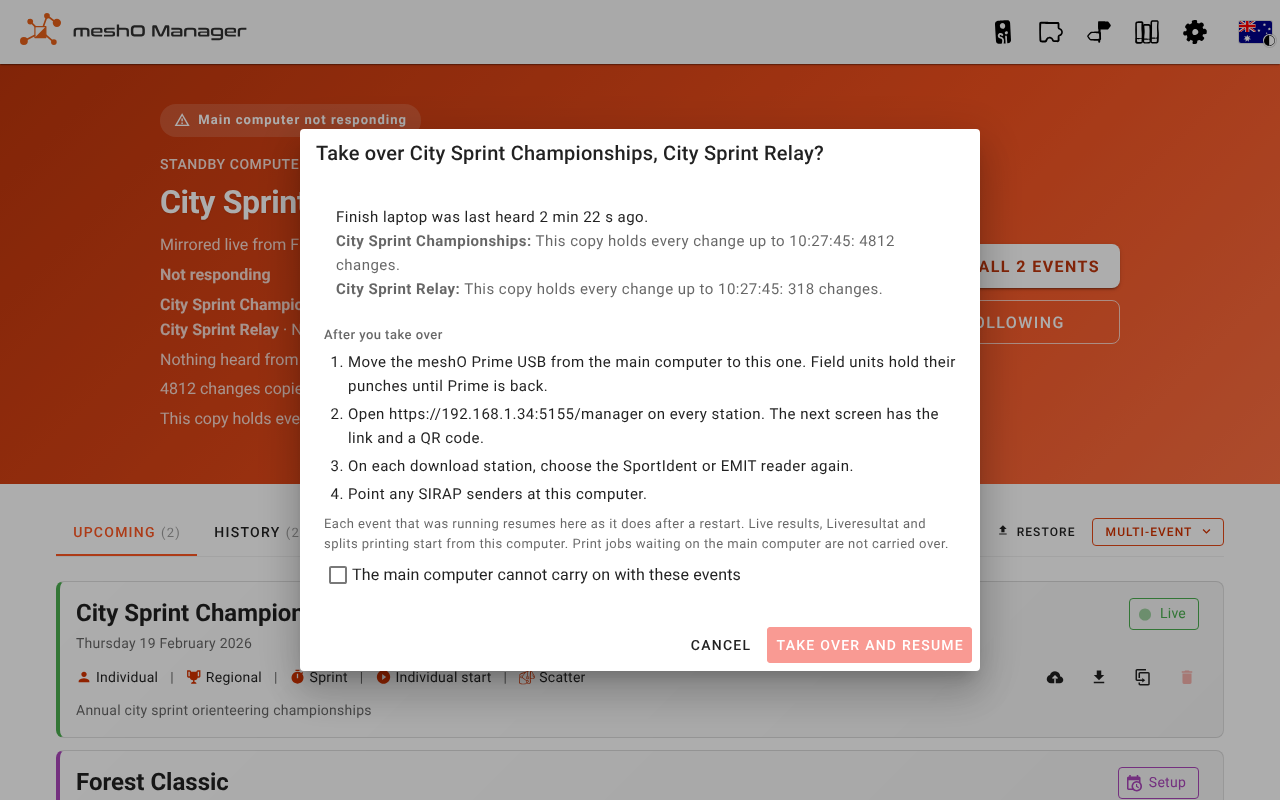 meshO Manager
Si
Main computer not responding
STANDBY COMPUTE
City Sprint
Mirrored live from F
Not responding
City Sprint Champio
City Sprint Relay · N
Nothing heard from
4812 changes copie
This copy holds eve
ALL 2 EVENTS
OLLOWING
Take over City Sprint Championships, City Sprint Relay?
Finish laptop was last heard 2 min 22 s ago.
City Sprint Championships: This copy holds every change up to 10:27:45: 4812
changes.
City Sprint Relay: This copy holds every change up to 10:27:45: 318 changes.
After you take over
1. Move the meshO Prime USB from the main computer to this one. Field units hold their
punches until Prime is back.
2. Open https://192.168.1.34:5155/manager on every station. The next screen has the
link and a QR code.
3. On each download station, choose the SportIdent or EMIT reader again.
4. Point any SIRAP senders at this computer.
Each event that was running resumes here as it does after a restart. Live results, Liveresultat and
splits printing start from this computer. Print jobs waiting on the main computer are not carried over.
The main computer cannot carry on with these events
CANCEL
TAKE OVER AND RESUME
UPCOMING (2)
HISTORY (2
RESTORE
MULTI-EVENT
City Sprint Champion
Live
Thursday 19 February 2026
Individual | Regional | Sprint | Individual start | Scatter
Annual city sprint orienteering championships
Forest Classic
Setup